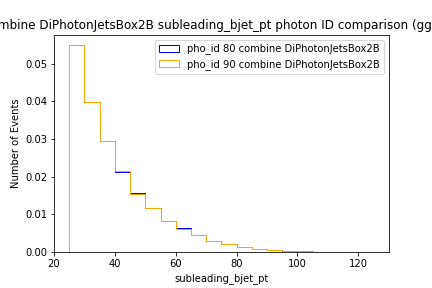 mbine DiPhotonJetsBox2B subleading_bjet_pt photon ID comparison (gg
pho_id 80 combine DiPhotonJetsBox2B
pho_id 90 combine DiPhotonJetsBox2B
Number of Events
0.05
0.04
0.03
0.02
0.01
0.00
20 40 60 80 100 120
subleading_bjet_pt